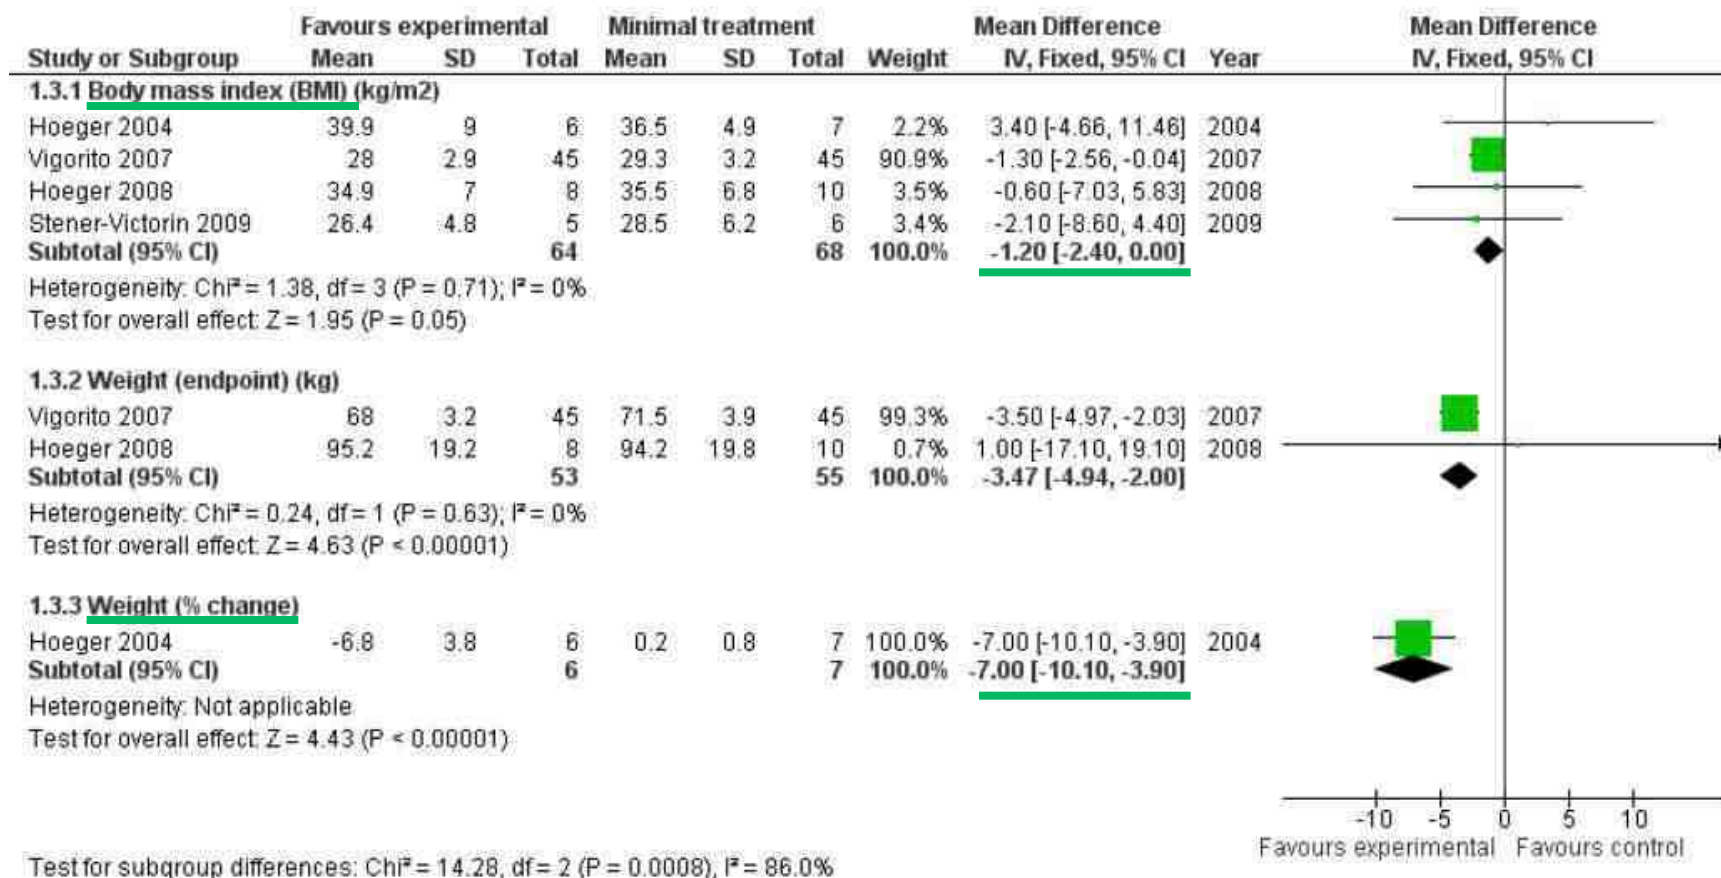 Favours experimental Minimal treatment Mean Difference Mean Difference
Study or Subgroup Mean SD Total Mean SD Total Weight IV, Fixed, 95% CI Year IV, Fixed, 95% CI
1.3.1 Body mass index (BMI) (kg/m2)
Hoeger 2004 39.9 9 6 36.5 4.9 7 2.2% 3.40 [-4.66, 11.46] 2004
Vigorito 2007 28 2.9 45 29.3 3.2 45 90.9% -1.30 [-2.56, -0.04] 2007
Hoeger 2008 34.9 7 8 35.5 6.8 10 3.5% -0.60 [-7.03, 5.83] 2008
Stener-Victorin 2009 26.4 4.8 5 28.5 6.2 6 3.4% -2.10 [-8.60, 4.40] 2009
Subtotal (95% CI) 64 68 100.0% -1.20 [-2.40, 0.00]
Heterogeneity: Chi² = 1.38, df = 3 (P = 0.71); I² = 0%
Test for overall effect: Z = 1.95 (P = 0.05)
1.3.2 Weight (endpoint) (kg)
Vigorito 2007 68 3.2 45 71.5 3.9 45 99.3% -3.50 [-4.97, -2.03] 2007
Hoeger 2008 95.2 19.2 8 94.2 19.8 10 0.7% 1.00 [-17.10, 19.10] 2008
Subtotal (95% CI) 53 55 100.0% -3.47 [-4.94, -2.00]
Heterogeneity: Chi² = 0.24, df = 1 (P = 0.63); I² = 0%
Test for overall effect: Z = 4.63 (P < 0.00001)
1.3.3 Weight (% change)
Hoeger 2004 -6.8 3.8 6 0.2 0.8 7 100.0% -7.00 [-10.10, -3.90] 2004
Subtotal (95% CI) 6 7 100.0% -7.00 [-10.10, -3.90]
Heterogeneity: Not applicable
Test for overall effect: Z = 4.43 (P < 0.00001)
-10 -5 0 5 10
Favours experimental Favours control
Test for subgroup differences: Chi² = 14.28, df = 2 (P = 0.0008), I² = 86.0%